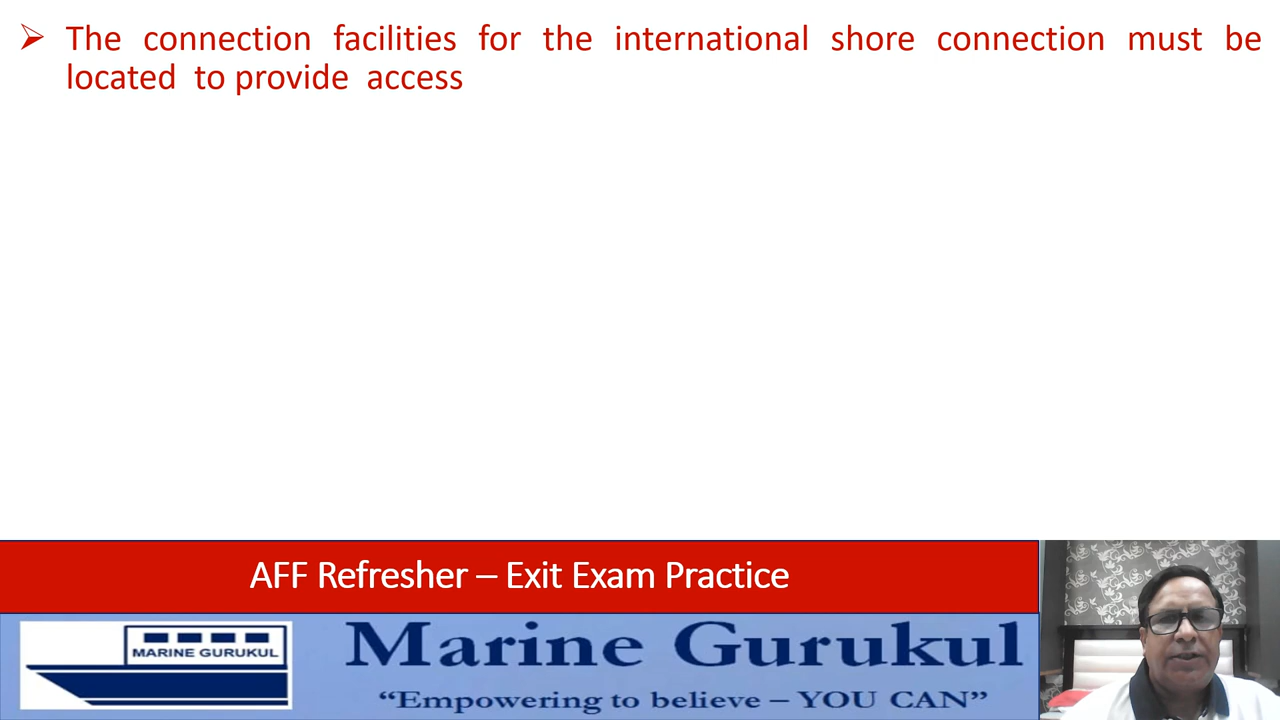 The connection facilities for the international shore connection must be
located to provide access
AFF Refresher – Exit Exam Practice
MARINE GURUKUL
Marine Gurukul
“Empowering to believe – YOU CAN”